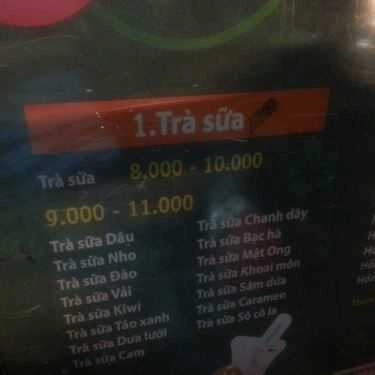 1.Trà sữa
Trà sữa 8,000 - 10.000
9.000 - 11.000
Trà sữa Dâu
Trà sữa Nho
Trà sữa Đào
Trà sữa Vải
Trà sữa Kiwi
Trà sữa Táo xanh
Trà sữa Dưa lưới
Trà sữa Cam
Trà sữa Chanh dây
Trà sữa Bạc hà
Trà sữa Mật Ong
Trà sữa Khoai môn
Trà sữa Sâm dứa
Trà sữa Caramen
Trà sữa Sô cô la